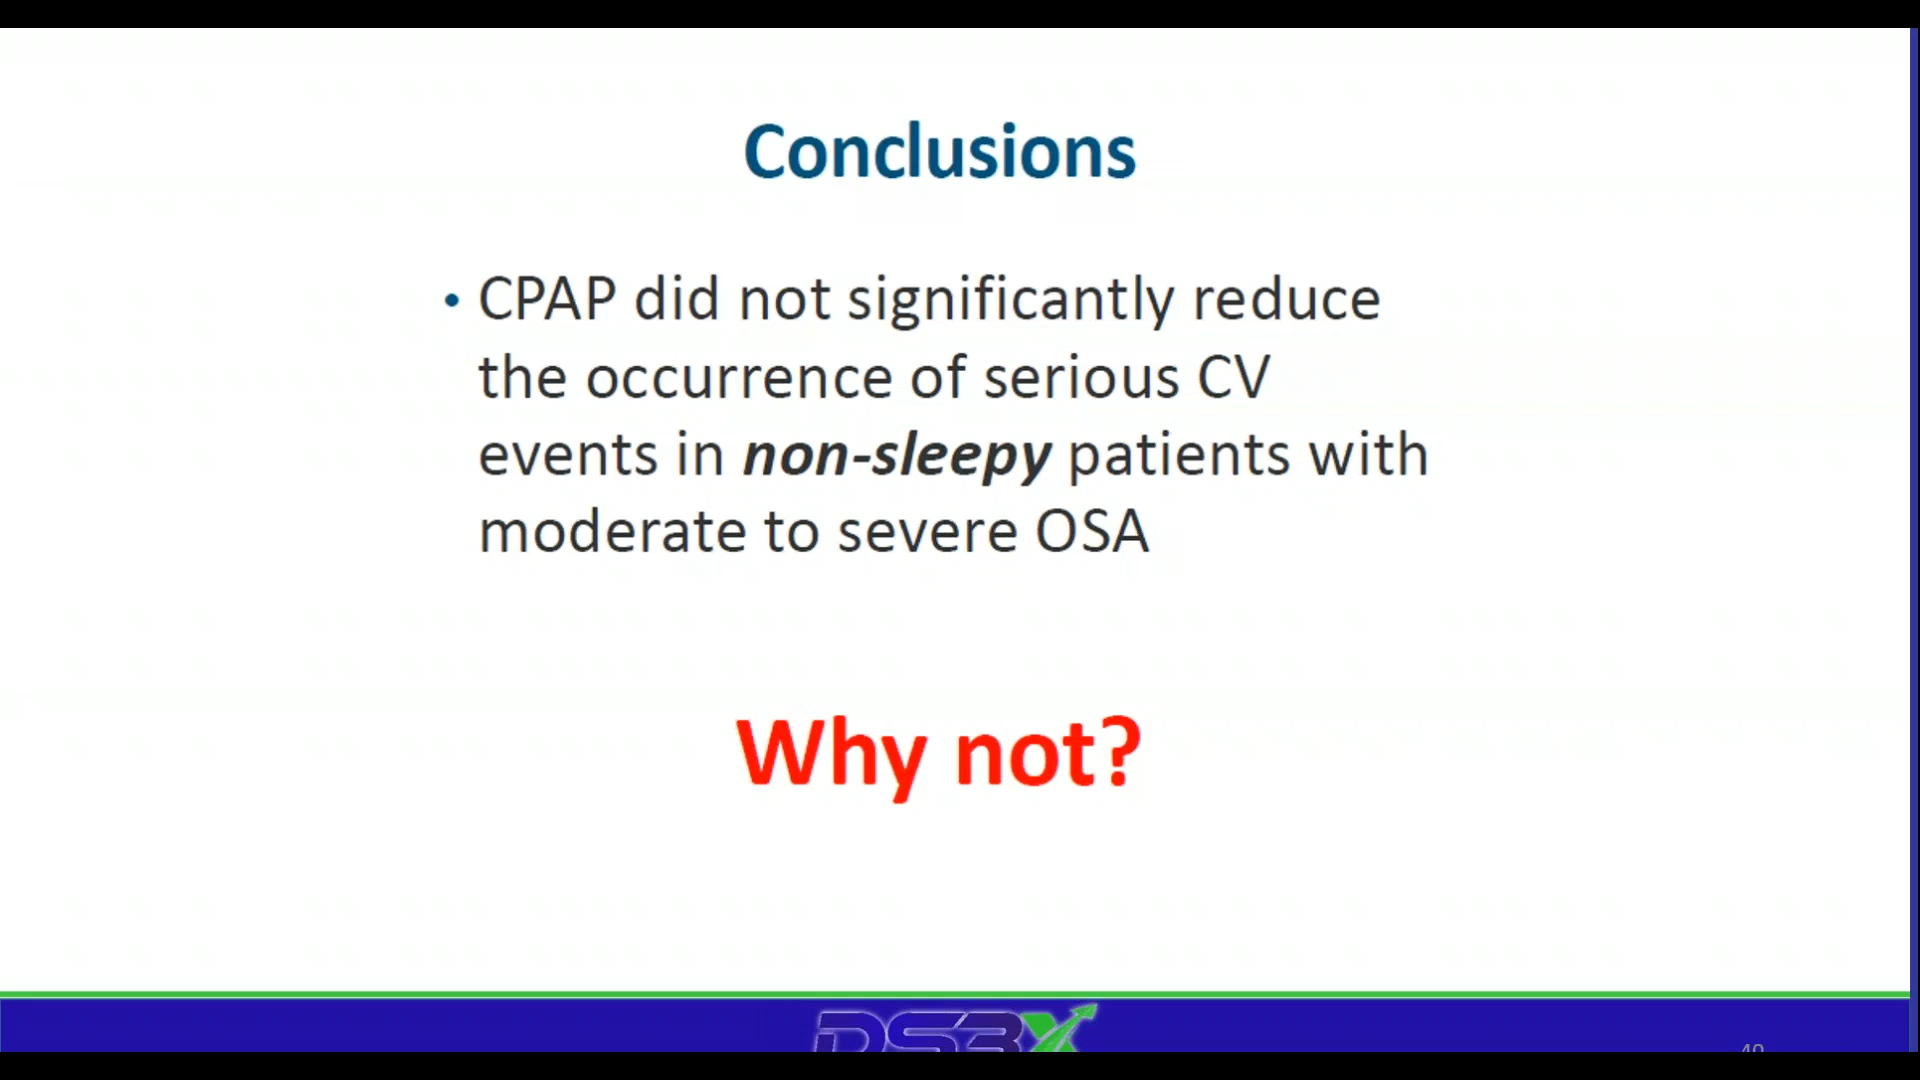 Conclusions
• CPAP did not significantly reduce
the occurrence of serious CV
events in non-sleepy patients with
moderate to severe OSA
Why not?
DS3X